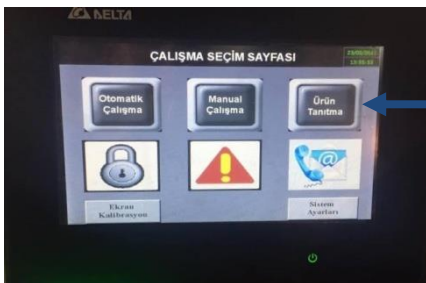 DELTA
ÇALIŞMA SEÇİM SAYFASI
Otomatik
Çalışma
Manual
Çalışma
Ürün
Tanıtma
@
Ekran
Kalibrasyon
Sistem
Ayarları